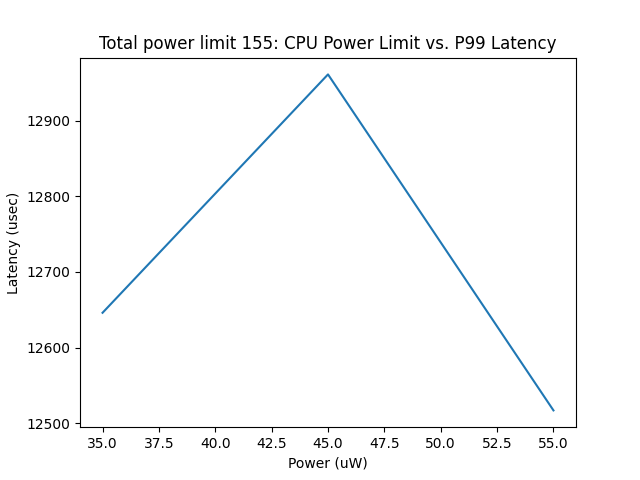 Total power limit 155: CPU Power Limit vs. P99 Latency
Latency (usec)
12900
12800
12700
12600
12500
35.0 37.5 40.0 42.5 45.0 47.5 50.0 52.5 55.0
Power (uW)